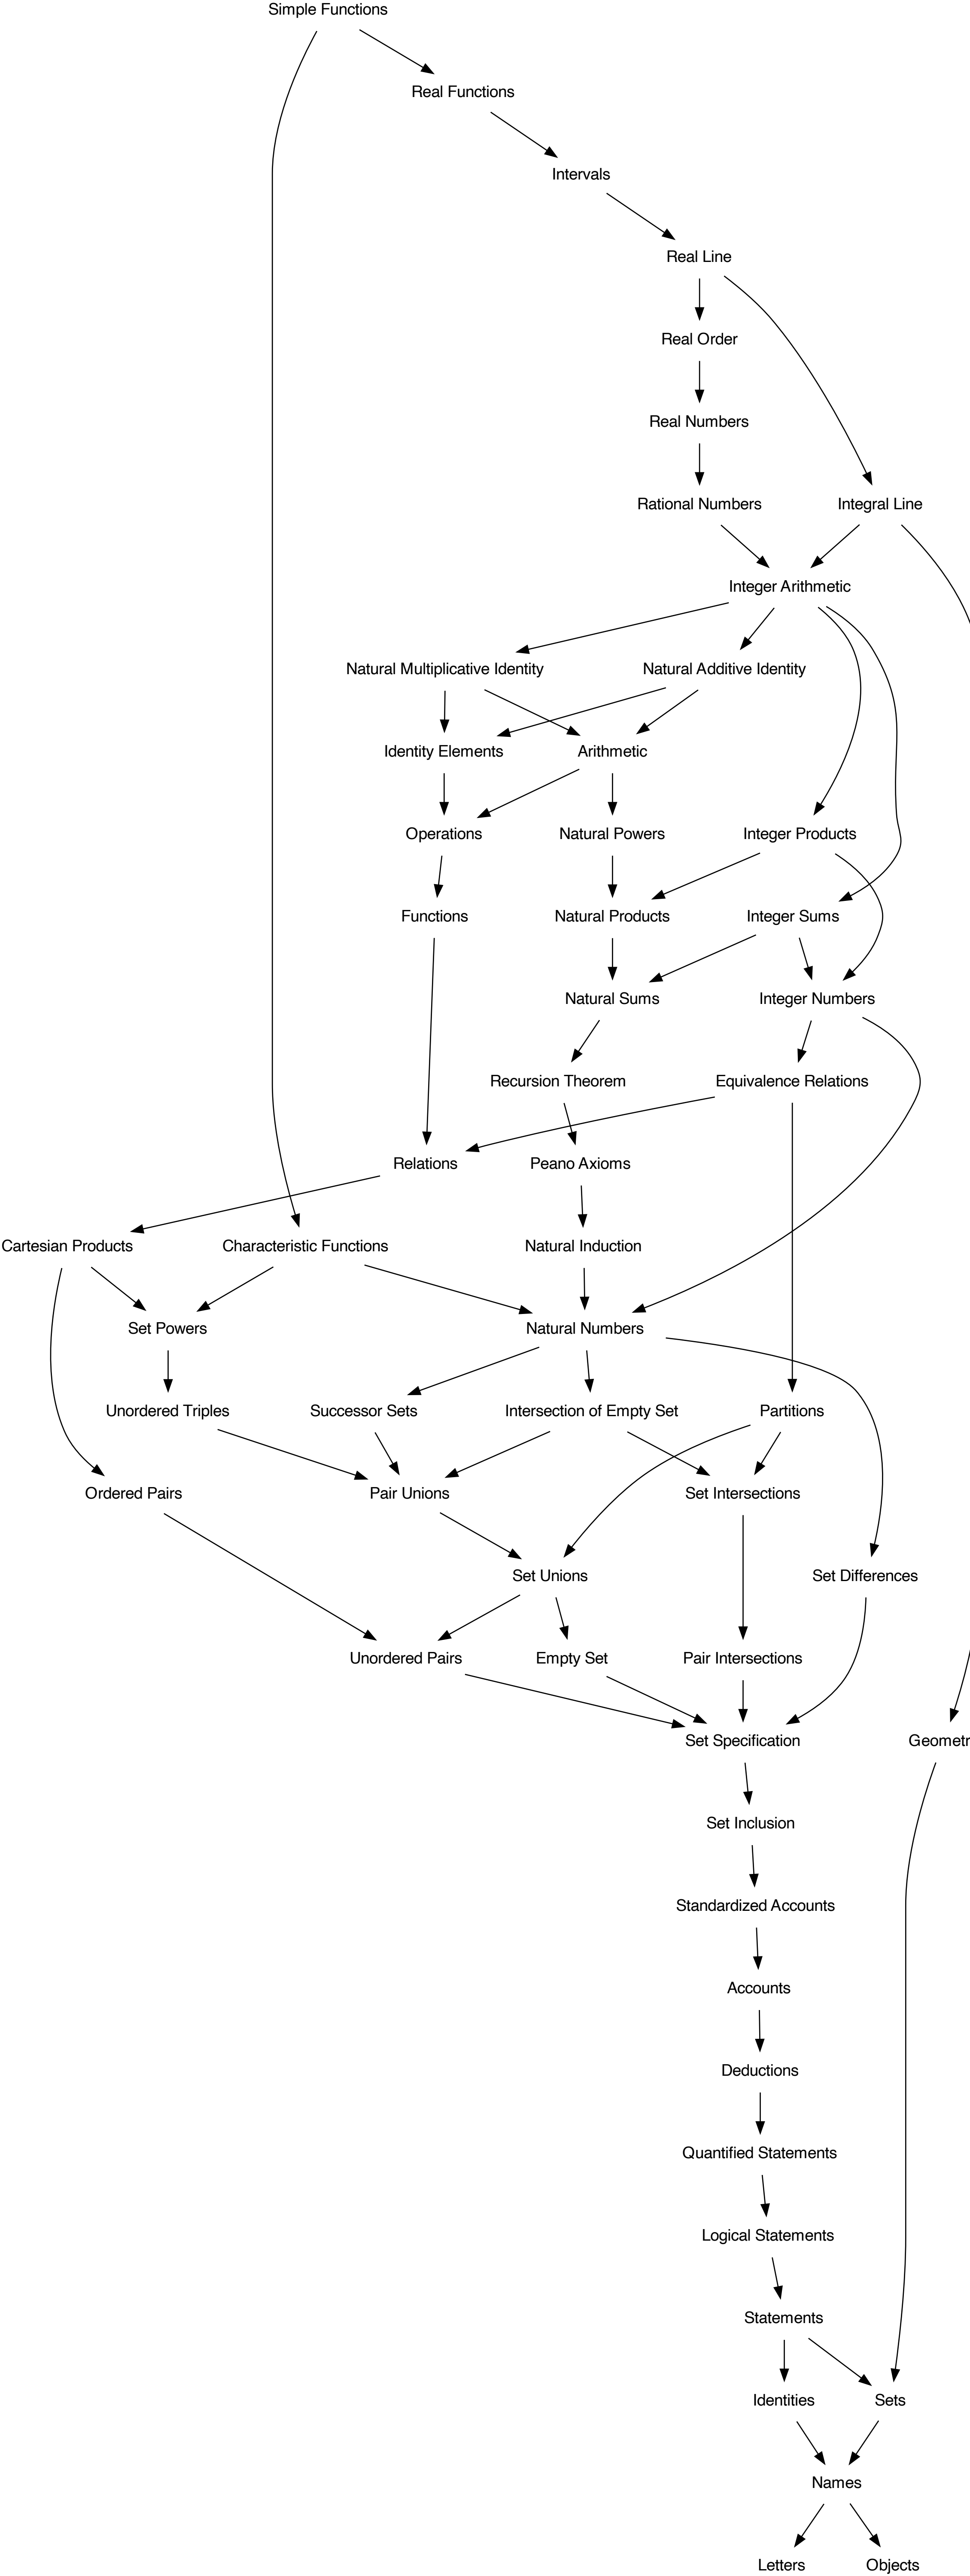 Simple Functions
Real Functions
Intervals
Real Line
Real Order
Real Numbers
Rational Numbers
Integral Line
Integer Arithmetic
Natural Multiplicative Identity
Natural Additive Identity
Identity Elements
Arithmetic
Operations
Natural Powers
Integer Products
Functions
Natural Products
Integer Sums
Natural Sums
Integer Numbers
Recursion Theorem
Equivalence Relations
Relations
Peano Axioms
Cartesian Products
Characteristic Functions
Natural Induction
Set Powers
Natural Numbers
Unordered Triples
Successor Sets
Intersection of Empty Set
Partitions
Ordered Pairs
Pair Unions
Set Intersections
Set Unions
Set Differences
Unordered Pairs
Empty Set
Pair Intersections
Set Specification
Geometr
Set Inclusion
Standardized Accounts
Accounts
Deductions
Quantified Statements
Logical Statements
Statements
Identities
Sets
Names
Letters
Objects